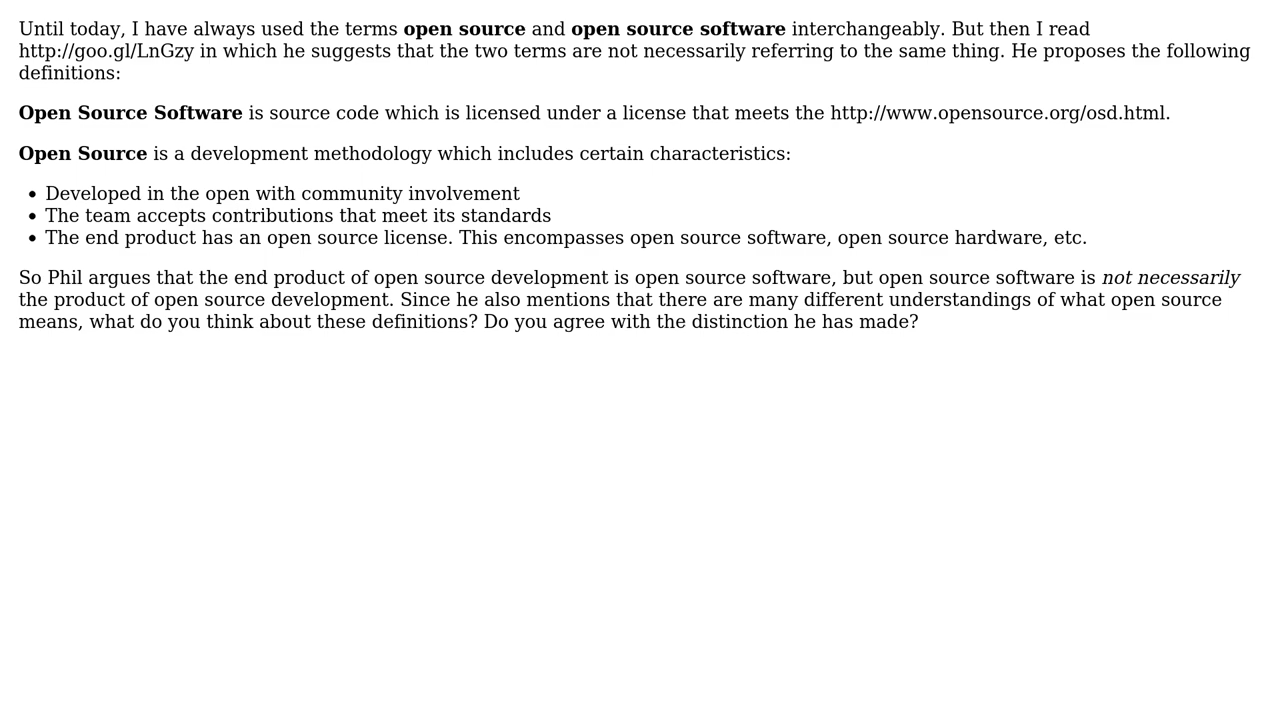 Until today, I have always used the terms open source and open source software interchangeably. But then I read
http://goo.gl/LnGzy in which he suggests that the two terms are not necessarily referring to the same thing. He proposes the following
definitions:
Open Source Software is source code which is licensed under a license that meets the http://www.opensource.org/osd.html.
Open Source is a development methodology which includes certain characteristics:
• Developed in the open with community involvement
• The team accepts contributions that meet its standards
• The end product has an open source license. This encompasses open source software, open source hardware, etc.
So Phil argues that the end product of open source development is open source software, but open source software is not necessarily
the product of open source development. Since he also mentions that there are many different understandings of what open source
means, what do you think about these definitions? Do you agree with the distinction he has made?